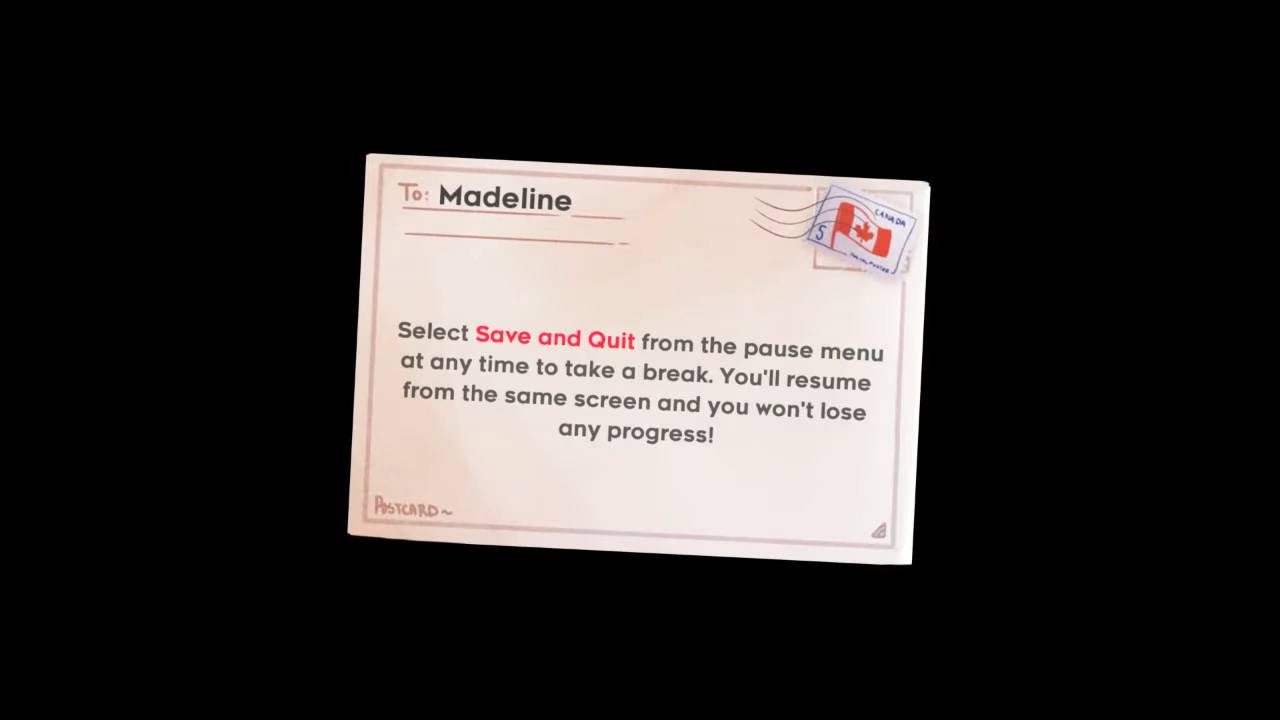 To: Madeline
CANADA
5
Select Save and Quit from the pause menu
at any time to take a break. You'll resume
from the same screen and you won't lose
any progress!
POSTCARD~